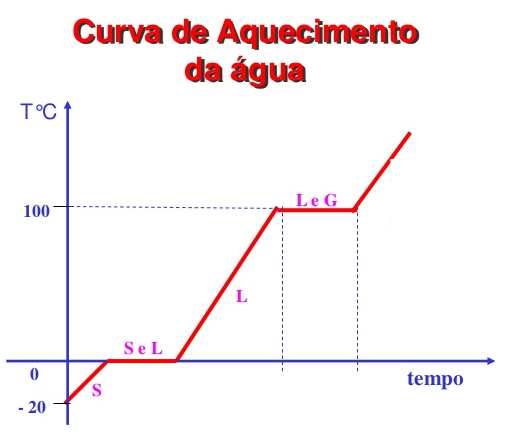 Curva de Aquecimento
da água
T°C
100
L e G
L
S e L
0
tempo
S
- 20